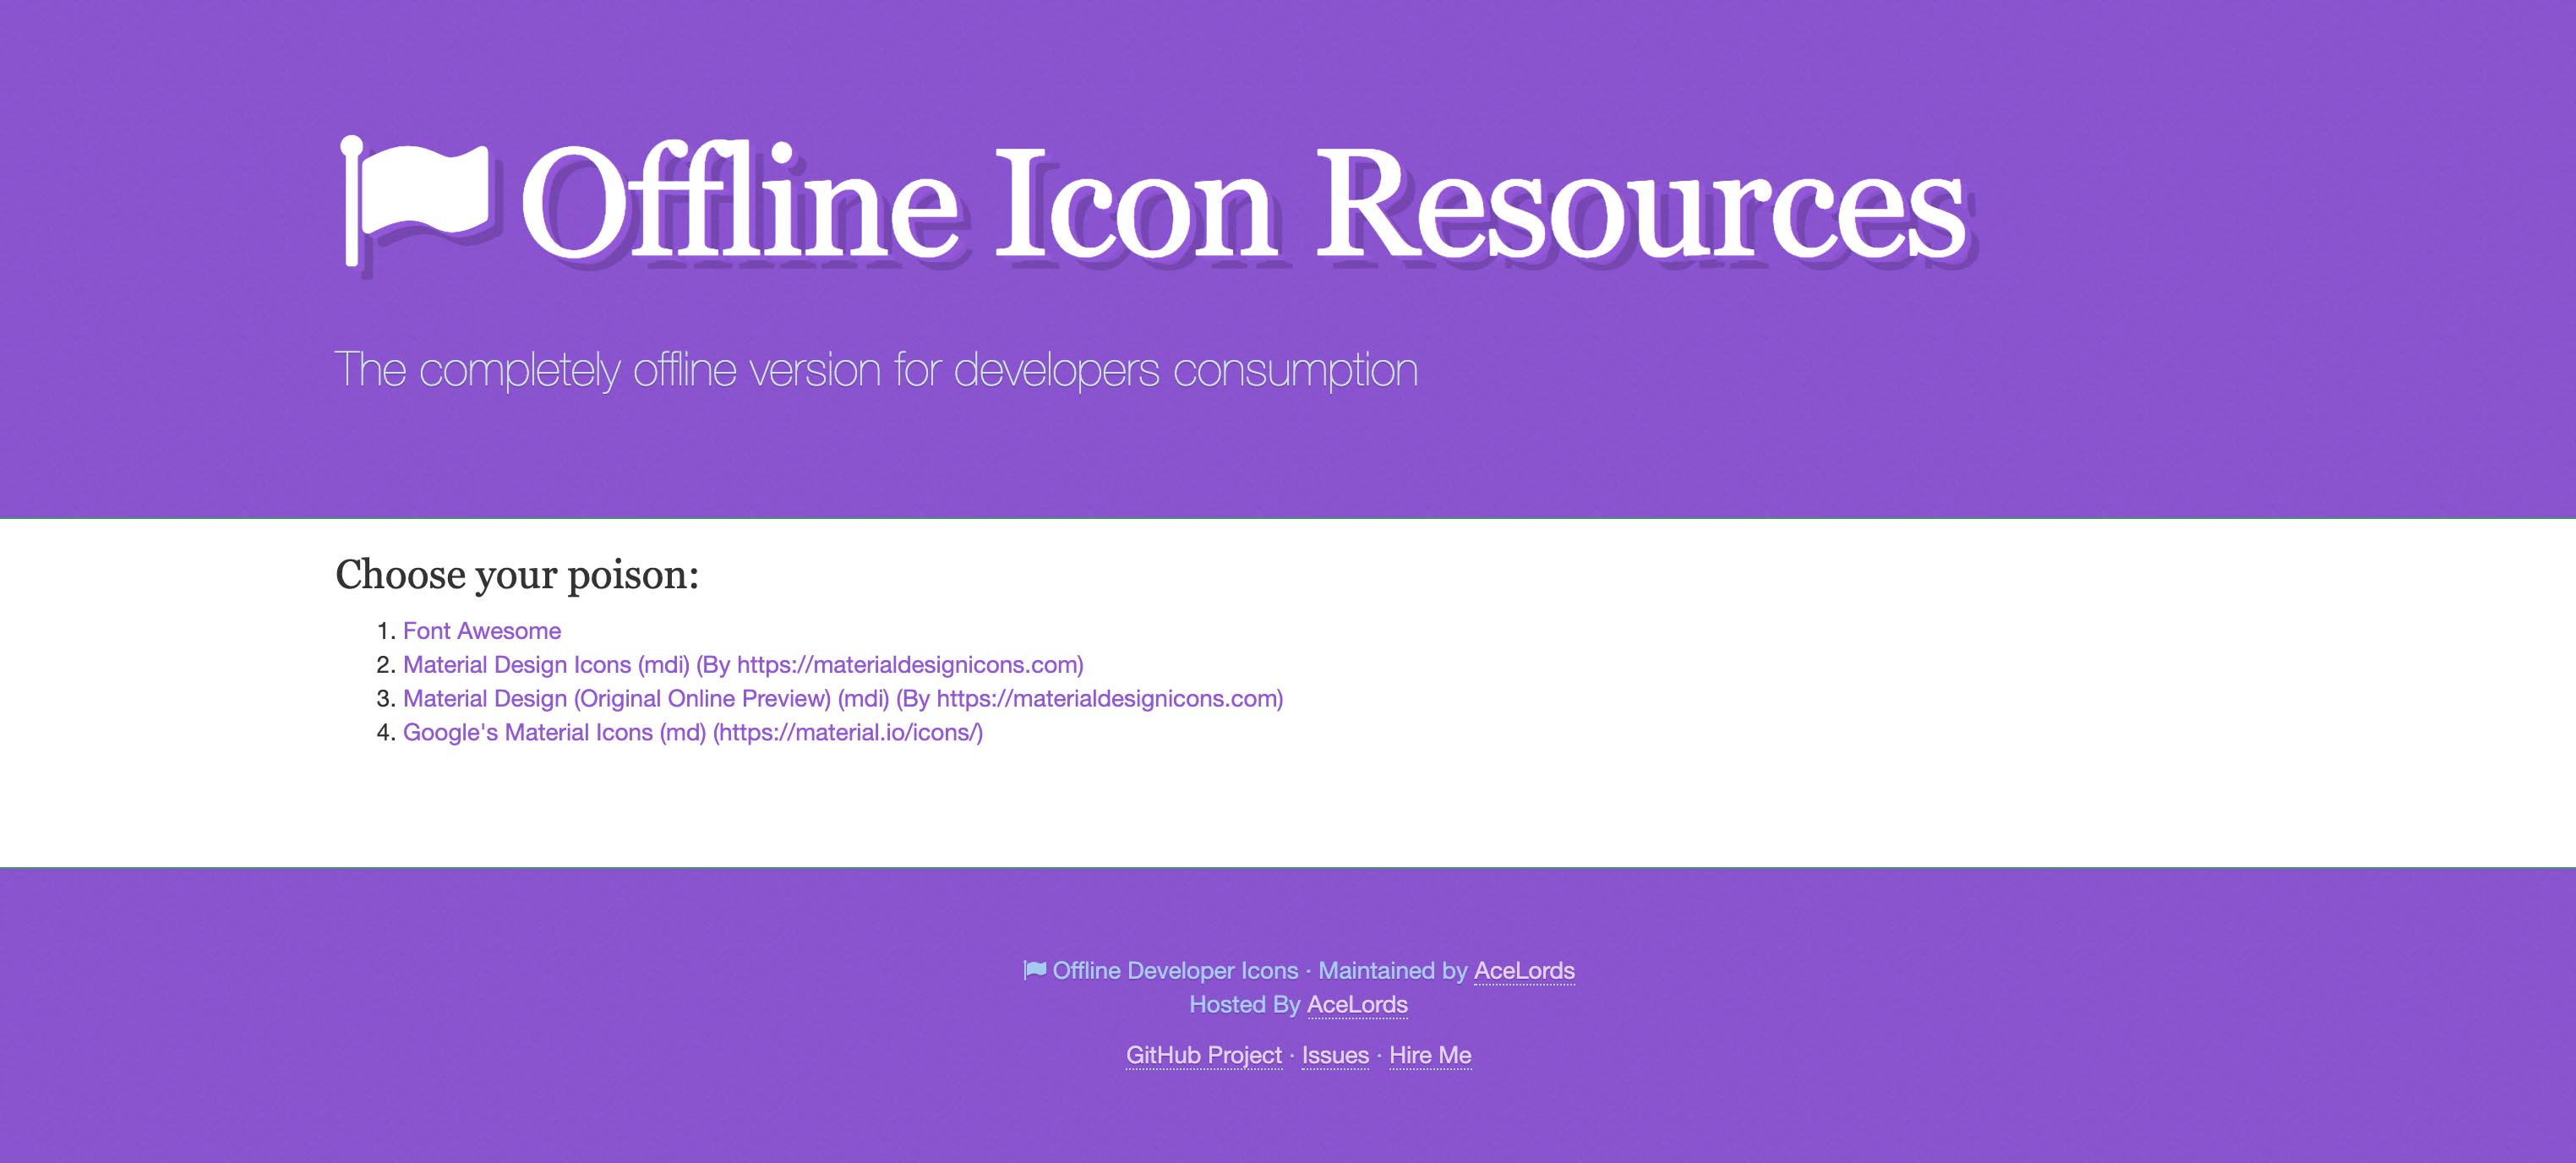 Offline Icon Resources
The completely offline version for developers consumption
Choose your poison:
1. Font Awesome
2. Material Design Icons (mdi) (By https://materialdesignicons.com)
3. Material Design (Original Online Preview) (mdi) (By https://materialdesignicons.com)
4. Google's Material Icons (md) (https://material.io/icons/)
Offline Developer Icons · Maintained by AceLords
Hosted By AceLords
GitHub Project · Issues · Hire Me